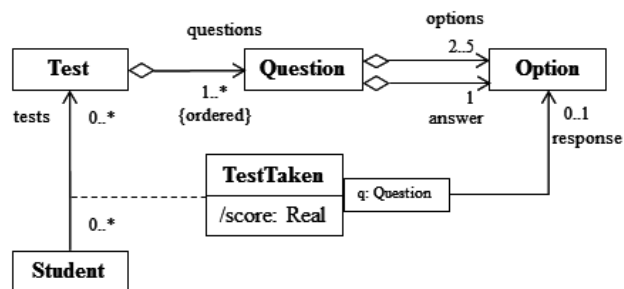 questions
options
Test
Question
2..5
Option
1..*
1
0..1
tests
0..*
{ordered}
answer
response
TestTaken
q: Question
/score: Real
0..*
Student